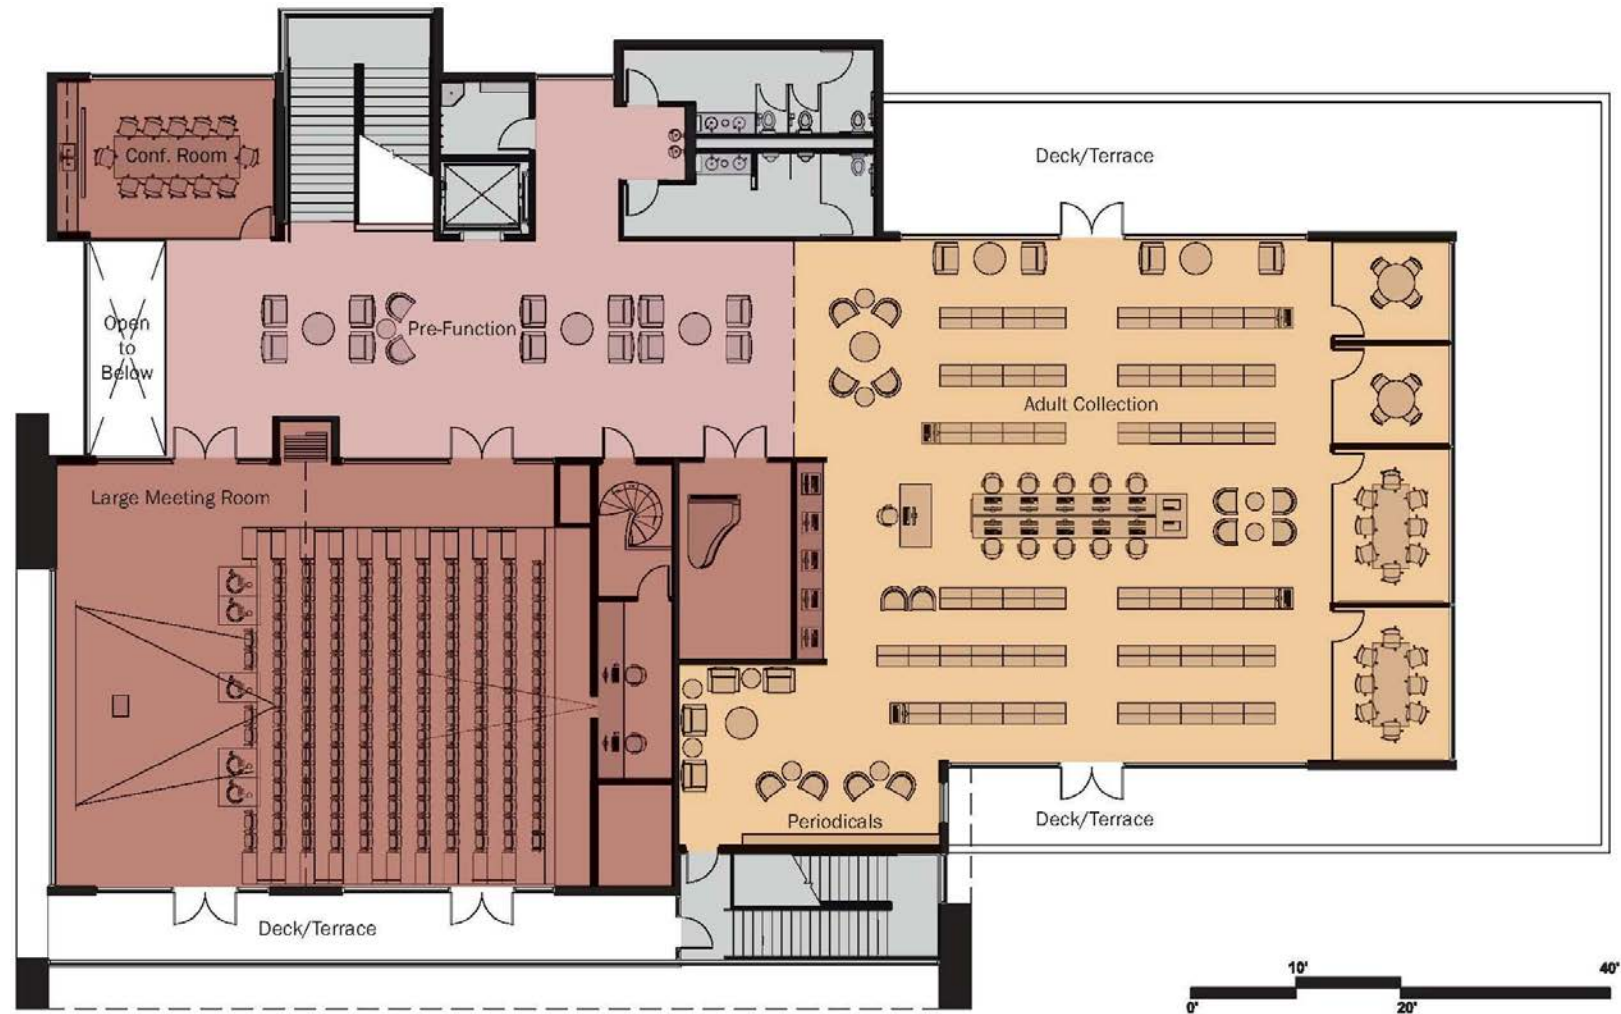 Deck/Terrace
Conf. Room
Open
to
Below
Pre-Function
Adult Collection
Large Meeting Room
Periodicals
Deck/Terrace
Deck/Terrace
10'
40'
0'
20'